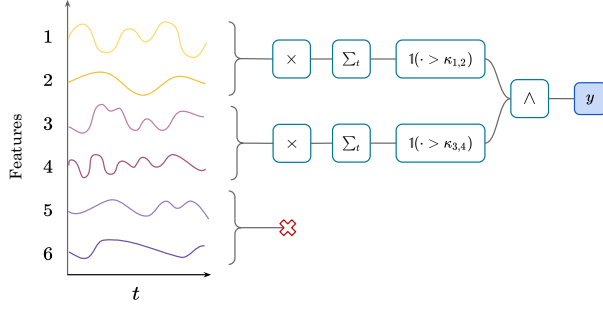 Features
1
2
3
4
5
6
t
× ∑t 𝟙(· > κ1,2)
× ∑t 𝟙(· > κ3,4)
∧ y